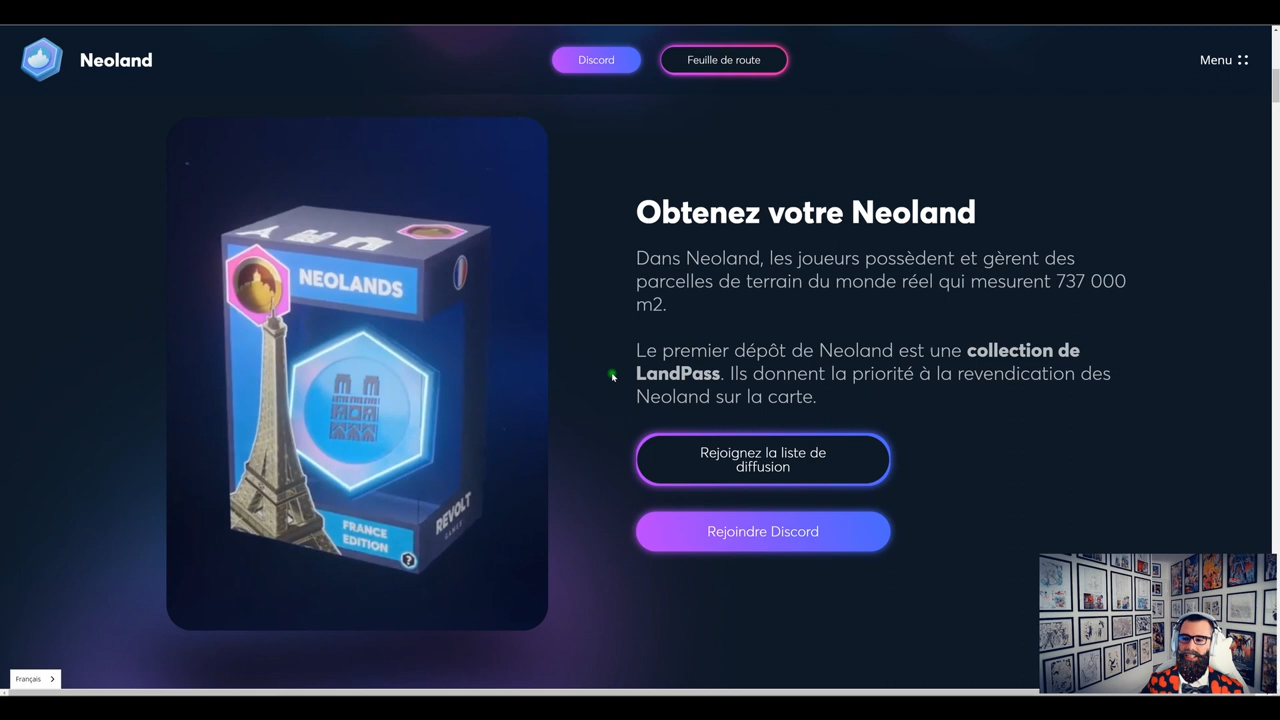 Neoland
Discord
Feuille de route
Menu
NEOLANDS
FRANCE
EDITION
?
REVOLT
Obtenez votre Neoland
Dans Neoland, les joueurs possèdent et gèrent des
parcelles de terrain du monde réel qui mesurent 737 000
m2.
Le premier dépôt de Neoland est une collection de
LandPass. Ils donnent la priorité à la revendication des
Neoland sur la carte.
Rejoignez la liste de
diffusion
Rejoindre Discord
Français